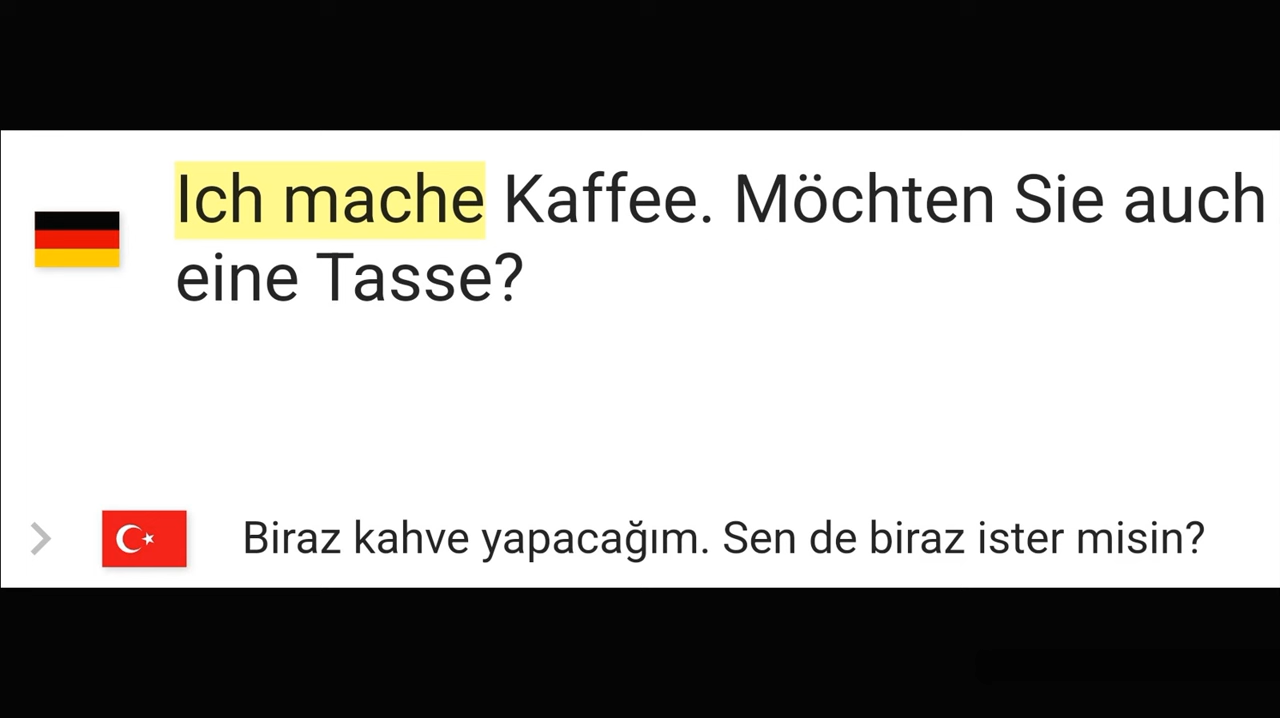 Ich mache Kaffee. Möchten Sie auch
eine Tasse?
Biraz kahve yapacağım. Sen de biraz ister misin?